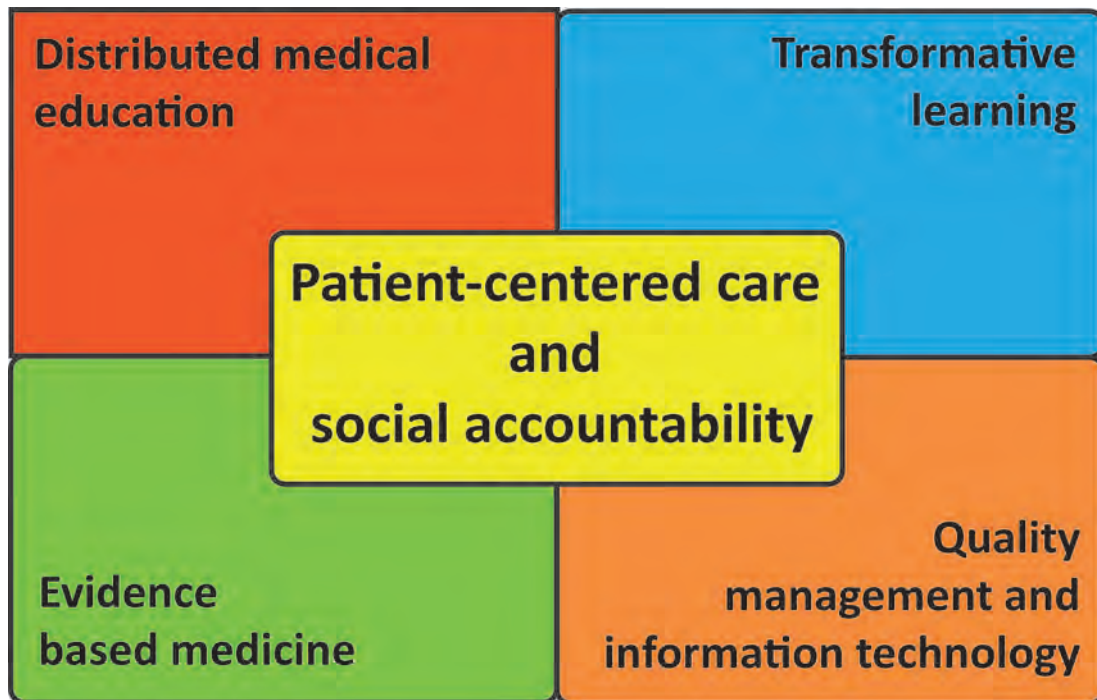 Distributed medical
education
Transformative
learning
Patient-centered care
and
social accountability
Evidence
based medicine
Quality
management and
information technology